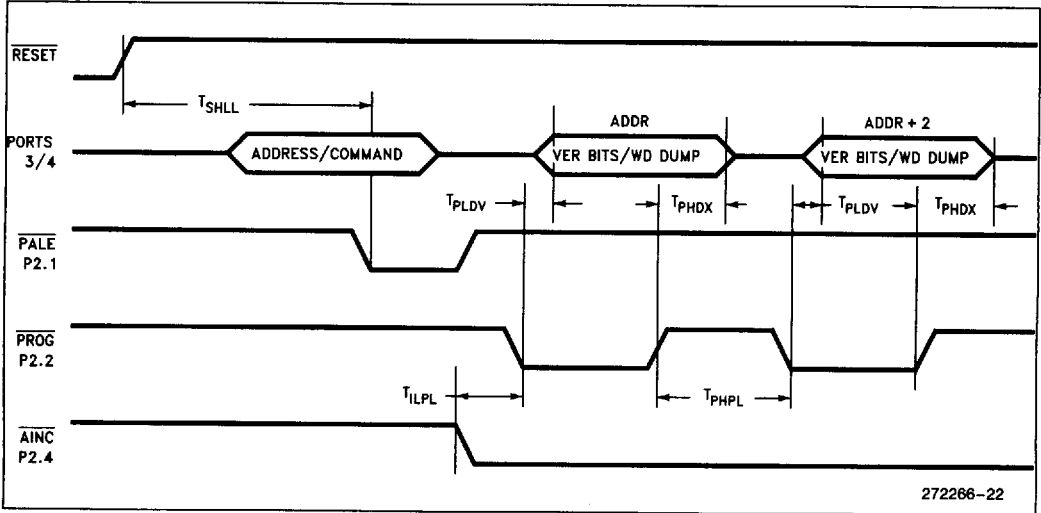 RESET
T_SHLL
ADDR
ADDR + 2
PORTS
3/4
ADDRESS/COMMAND
VER BITS/WD DUMP
VER BITS/WD DUMP
T_PLDV
T_PHDX
T_PLDV
T_PHDX
PALE
P2.1
PROG
P2.2
T_ILPL
T_PHPL
AINC
P2.4
272266-22